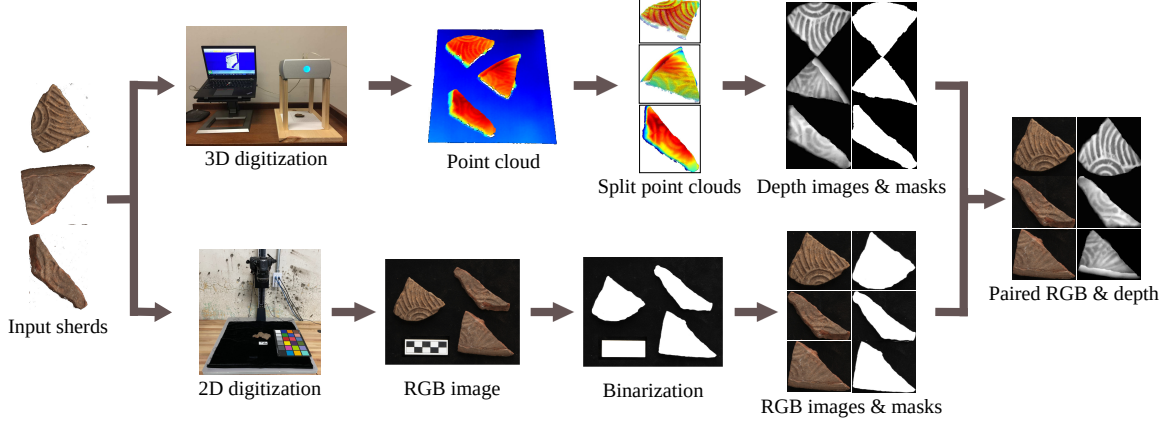 3D digitization
Point cloud
Split point clouds
Depth images & masks
Input sherds
Paired RGB & depth
2D digitization
RGB image
Binarization
RGB images & masks